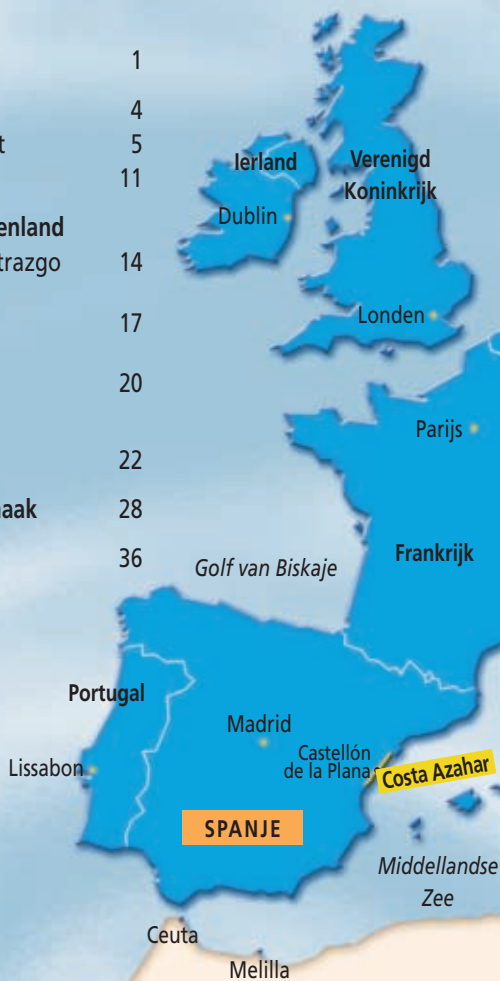 1
4
t 5
11
enland
trazgo 14
17
20
22
aak 28
36
Ierland
Verenigd
Koninkrijk
Dublin
Londen
Parijs
Golf van Biskaje
Frankrijk
Portugal
Madrid
Lissabon
Castellón
de la Plana
Costa Azahar
SPANJE
Middellandse
Zee
Ceuta
Melilla